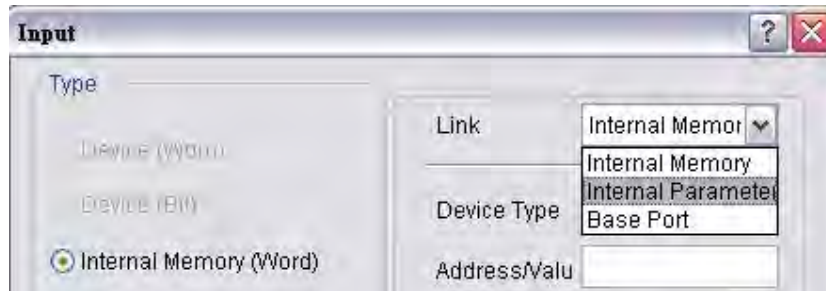 Input
?
Type
Device (Word)
Device (Bit)
Internal Memory (Word)
Link
Internal Memor
Internal Memory
Internal Parameter
Base Port
Device Type
Address/Valu